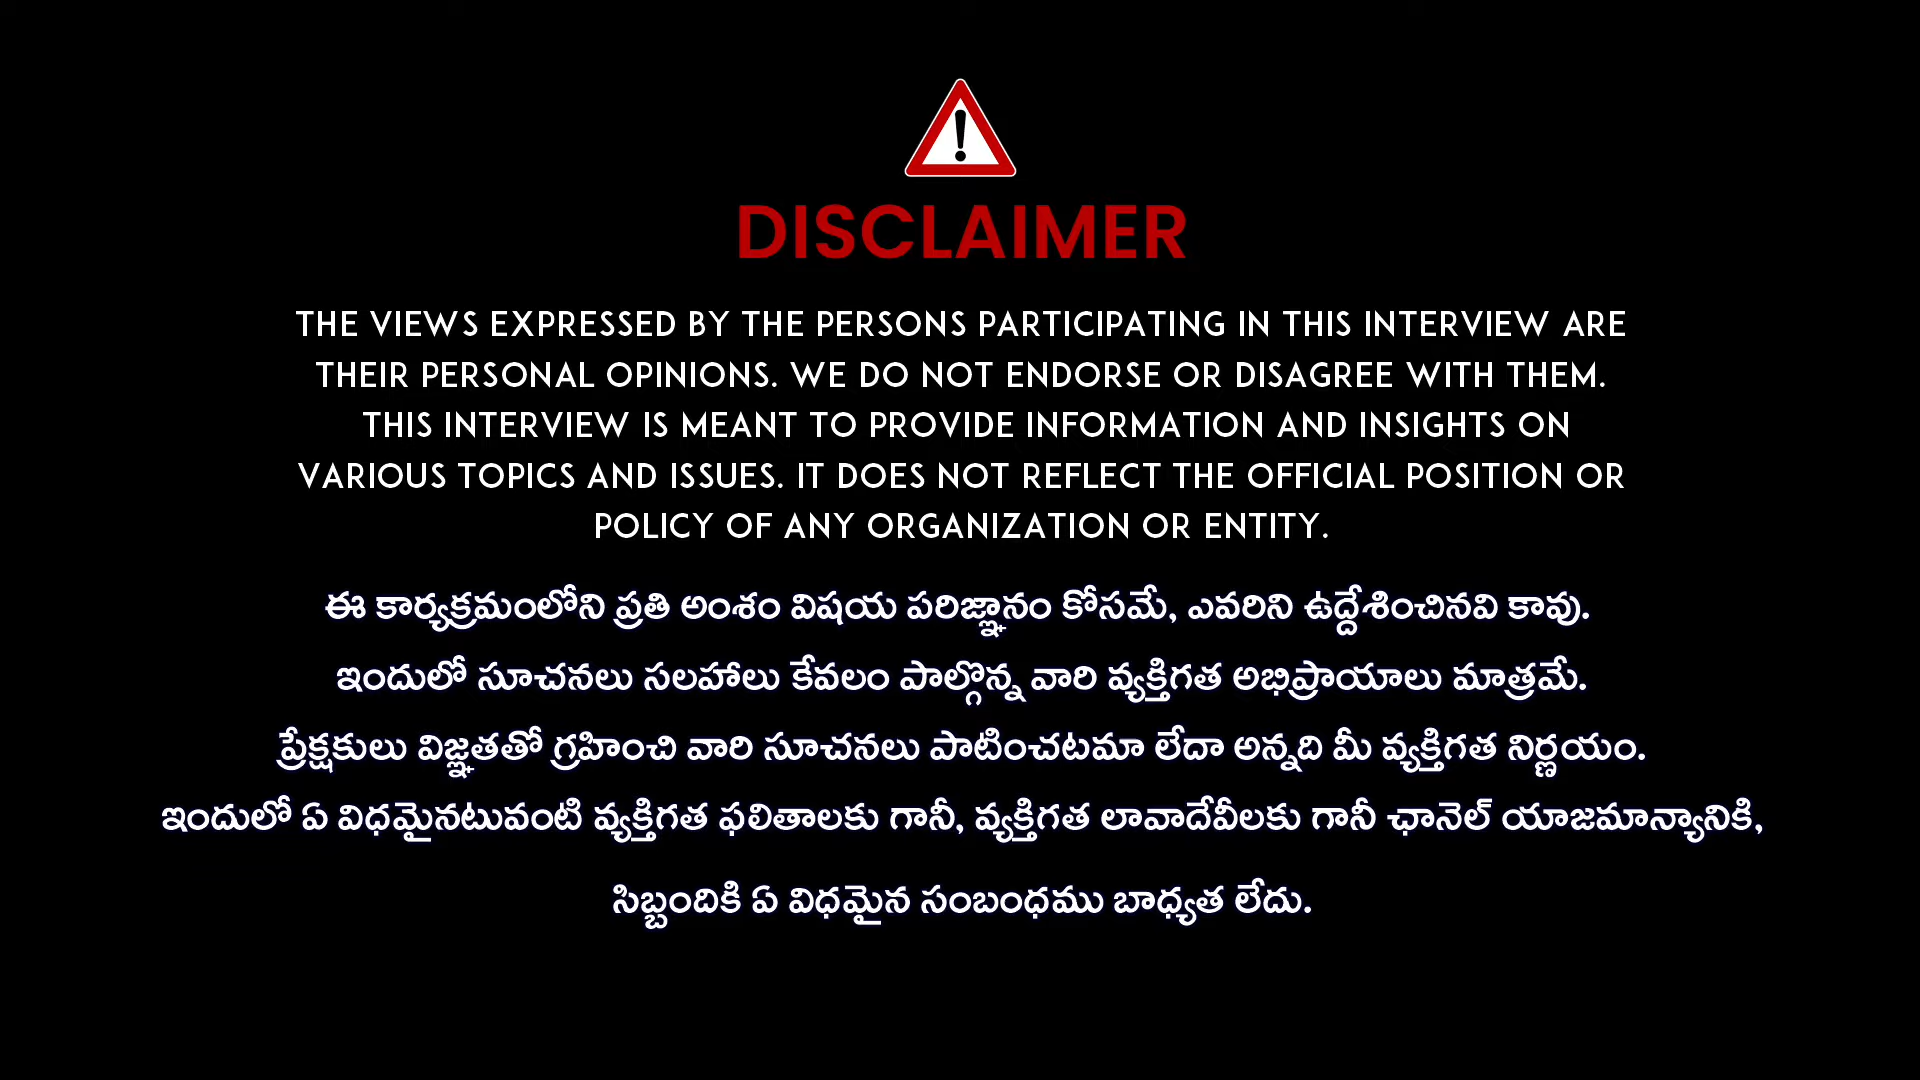 DISCLAIMER
THE VIEWS EXPRESSED BY THE PERSONS PARTICIPATING IN THIS INTERVIEW ARE
THEIR PERSONAL OPINIONS. WE DO NOT ENDORSE OR DISAGREE WITH THEM.
THIS INTERVIEW IS MEANT TO PROVIDE INFORMATION AND INSIGHTS ON
VARIOUS TOPICS AND ISSUES. IT DOES NOT REFLECT THE OFFICIAL POSITION OR
POLICY OF ANY ORGANIZATION OR ENTITY.
ఈ కార్యక్రమంలోని ప్రతి అంశం విషయ పరిజ్ఞానం కోసమే, ఎవరిని ఉద్దేశించినవి కావు.
ఇందులో సూచనలు సలహాలు కేవలం పాల్గొన్న వారి వ్యక్తిగత అభిప్రాయాలు మాత్రమే.
ప్రేక్షకులు విజ్ఞతతో గ్రహించి వారి సూచనలు పాటించటమా లేదా అన్నది మీ వ్యక్తిగత నిర్ణయం.
ఇందులో ఏ విధమైనటువంటి వ్యక్తిగత ఫలితాలకు గానీ, వ్యక్తిగత లావాదేవీలకు గానీ ఛానెల్ యాజమాన్యానికి,
సిబ్బందికి ఏ విధమైన సంబంధము బాధ్యత లేదు.